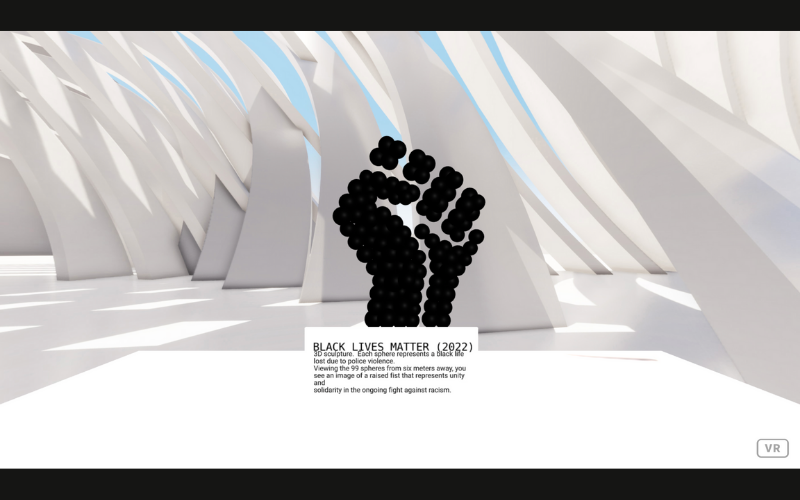 BLACK LIVES MATTER (2022)
3D sculpture. Each sphere represents a black life
lost due to police violence.
Viewing the 99 spheres from six meters away, you
see an image of a raised fist that represents unity
and
solidarity in the ongoing fight against racism.
VR